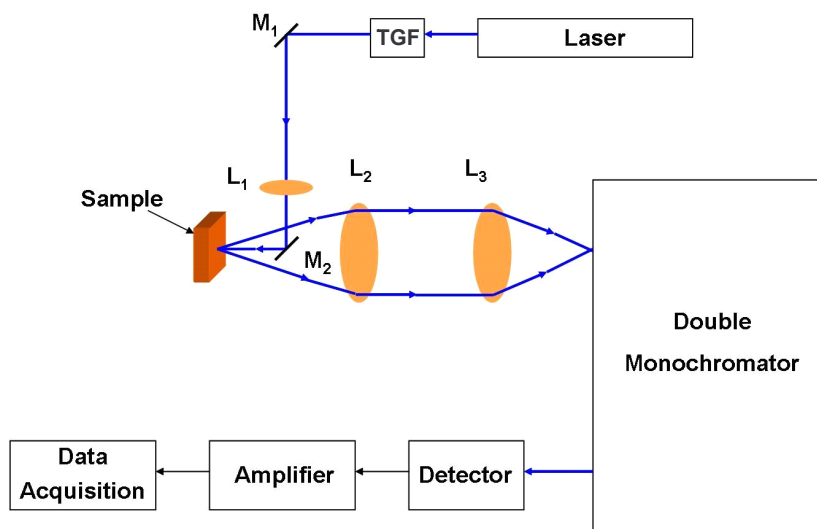 M1
TGF
Laser
L1
L2
L3
Sample
M2
Double
Monochromator
Data
Acquisition
Amplifier
Detector